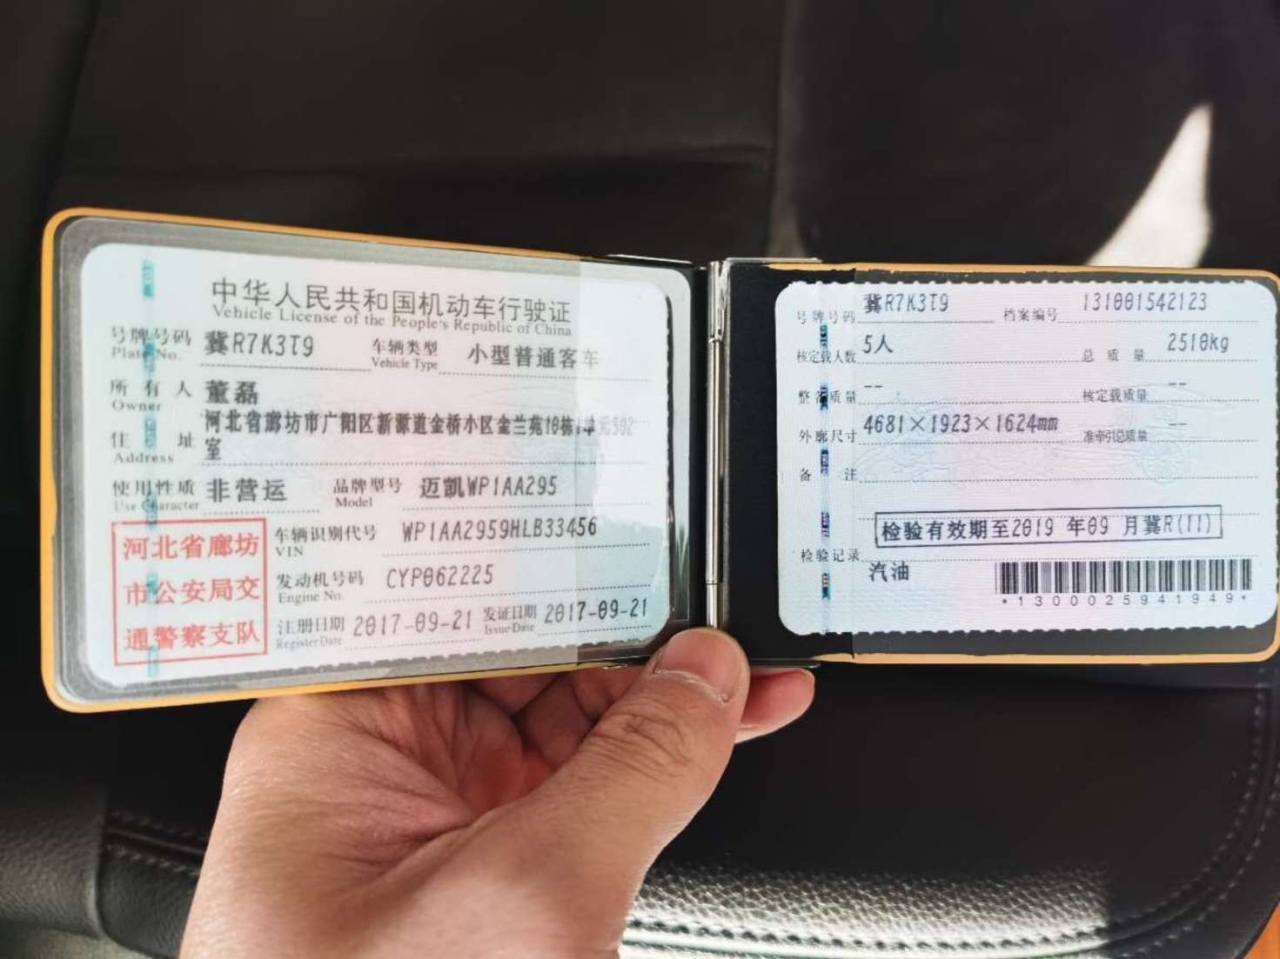 中华人民共和国机动车行驶证
Vehicle License of the People's Republic of China
号牌号码 冀R7K3T9 车辆类型 小型普通客车
Plate No. Vehicle Type
所有人 董磊
Owner
住址 河北省廊坊市广阳区新源道金桥小区金兰苑10栋1单元502
Address 室
使用性质 非营运 品牌型号 迈凯WP1AA295
Use Character Model
河北省廊坊
市公安局交
通警察支队
车辆识别代号 WP1AA2959HLB33456
VIN
发动机号码 CYP062225
Engine No.
注册日期 2017-09-21 发证日期 2017-09-21
Register Date Issue Date
号牌号码 冀R7K3T9 档案编号 131001542123
核定载人数 5人 总质量 2510kg
整备质量 -- 核定载质量 --
外廓尺寸 4681×1923×1624mm 准牵引总质量 --
备注
检验有效期至2019 年09 月冀R(11)
检验记录
汽油
*1300025941949*